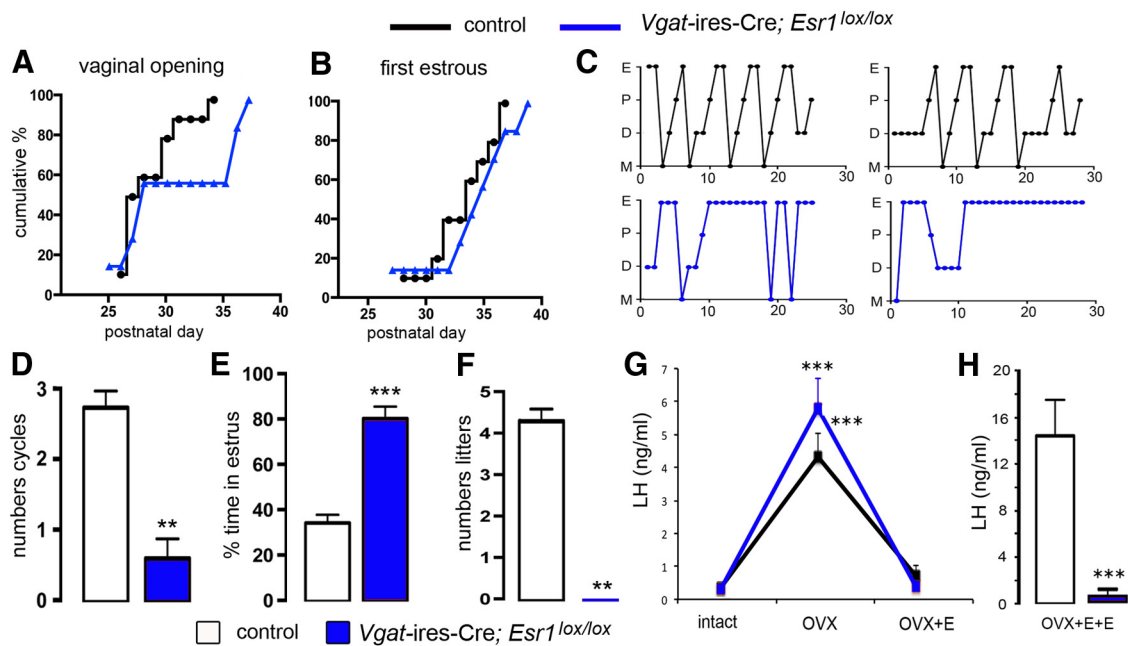 control
Vgat-ires-Cre; Esr1lox/lox
A
vaginal opening
cumulative %
100
80
60
40
20
25
30
35
40
postnatal day
B
first estrous
100
80
60
40
20
0
25
30
35
40
postnatal day
C
E
P
D
M
0
10
20
30
E
P
D
M
0
10
20
30
E
P
D
M
0
10
20
30
E
P
D
M
0
10
20
30
D
numbers cycles
3
2
1
0
**
E
% time in estrus
100
80
60
40
20
0
***
F
numbers litters
5
4
3
2
1
0
**
G
LH (ng/ml)
7
6
5
4
3
2
1
0
***
***
intact
OVX
OVX+E
H
LH (ng/ml)
20
16
12
8
4
0
***
OVX+E+E
control
Vgat-ires-Cre; Esr1lox/lox